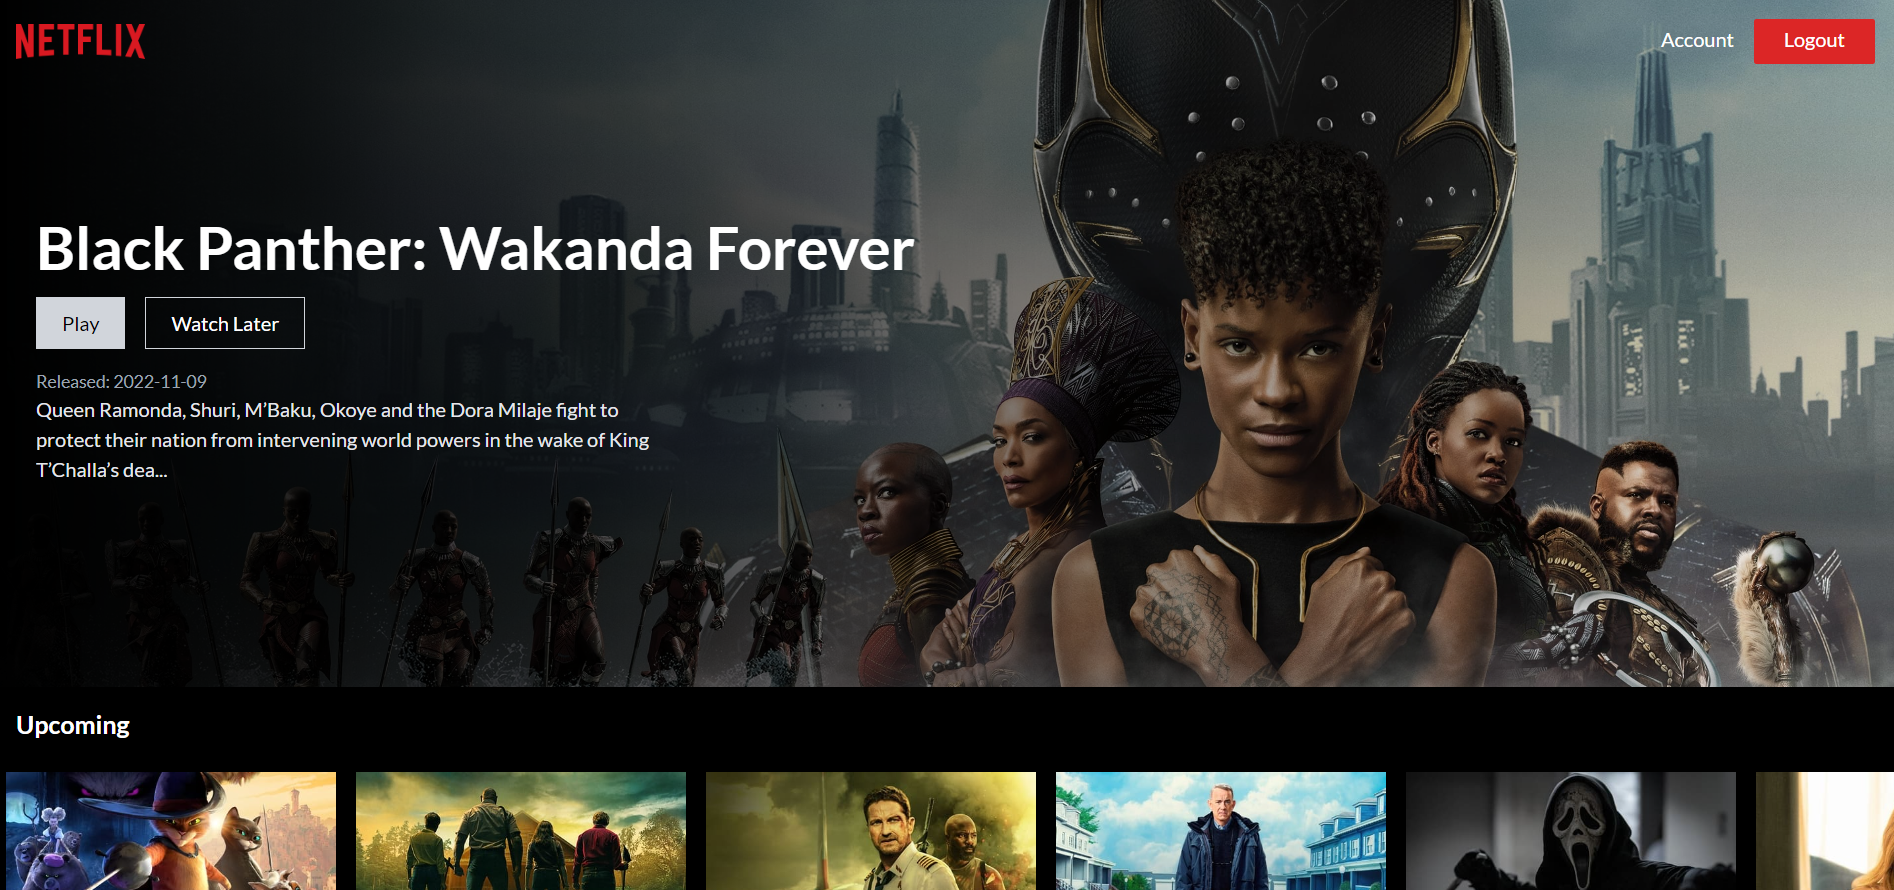 NETFLIX
Account
Logout
Black Panther: Wakanda Forever
Play
Watch Later
Released: 2022-11-09
Queen Ramonda, Shuri, M’Baku, Okoye and the Dora Milaje fight to
protect their nation from intervening world powers in the wake of King
T’Challa’s dea...
Upcoming